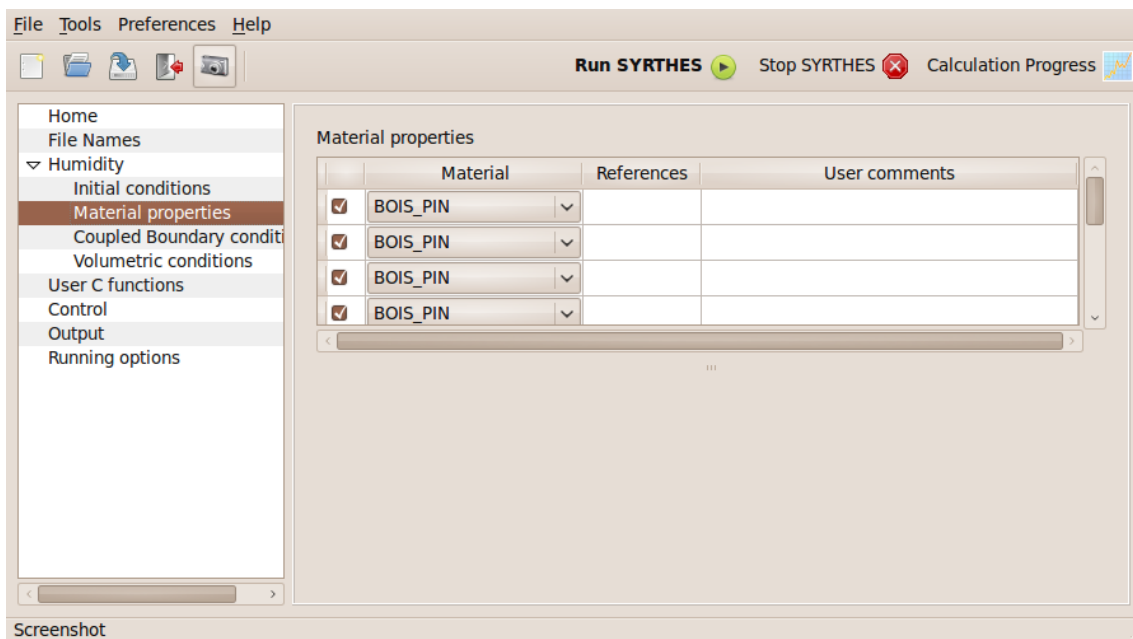 File Tools Preferences Help
Run SYRTHES Stop SYRTHES Calculation Progress
Home
File Names
Humidity
Initial conditions
Material properties
Coupled Boundary conditi
Volumetric conditions
User C functions
Control
Output
Running options
Material properties
Material References User comments
BOIS_PIN
BOIS_PIN
BOIS_PIN
BOIS_PIN
Screenshot